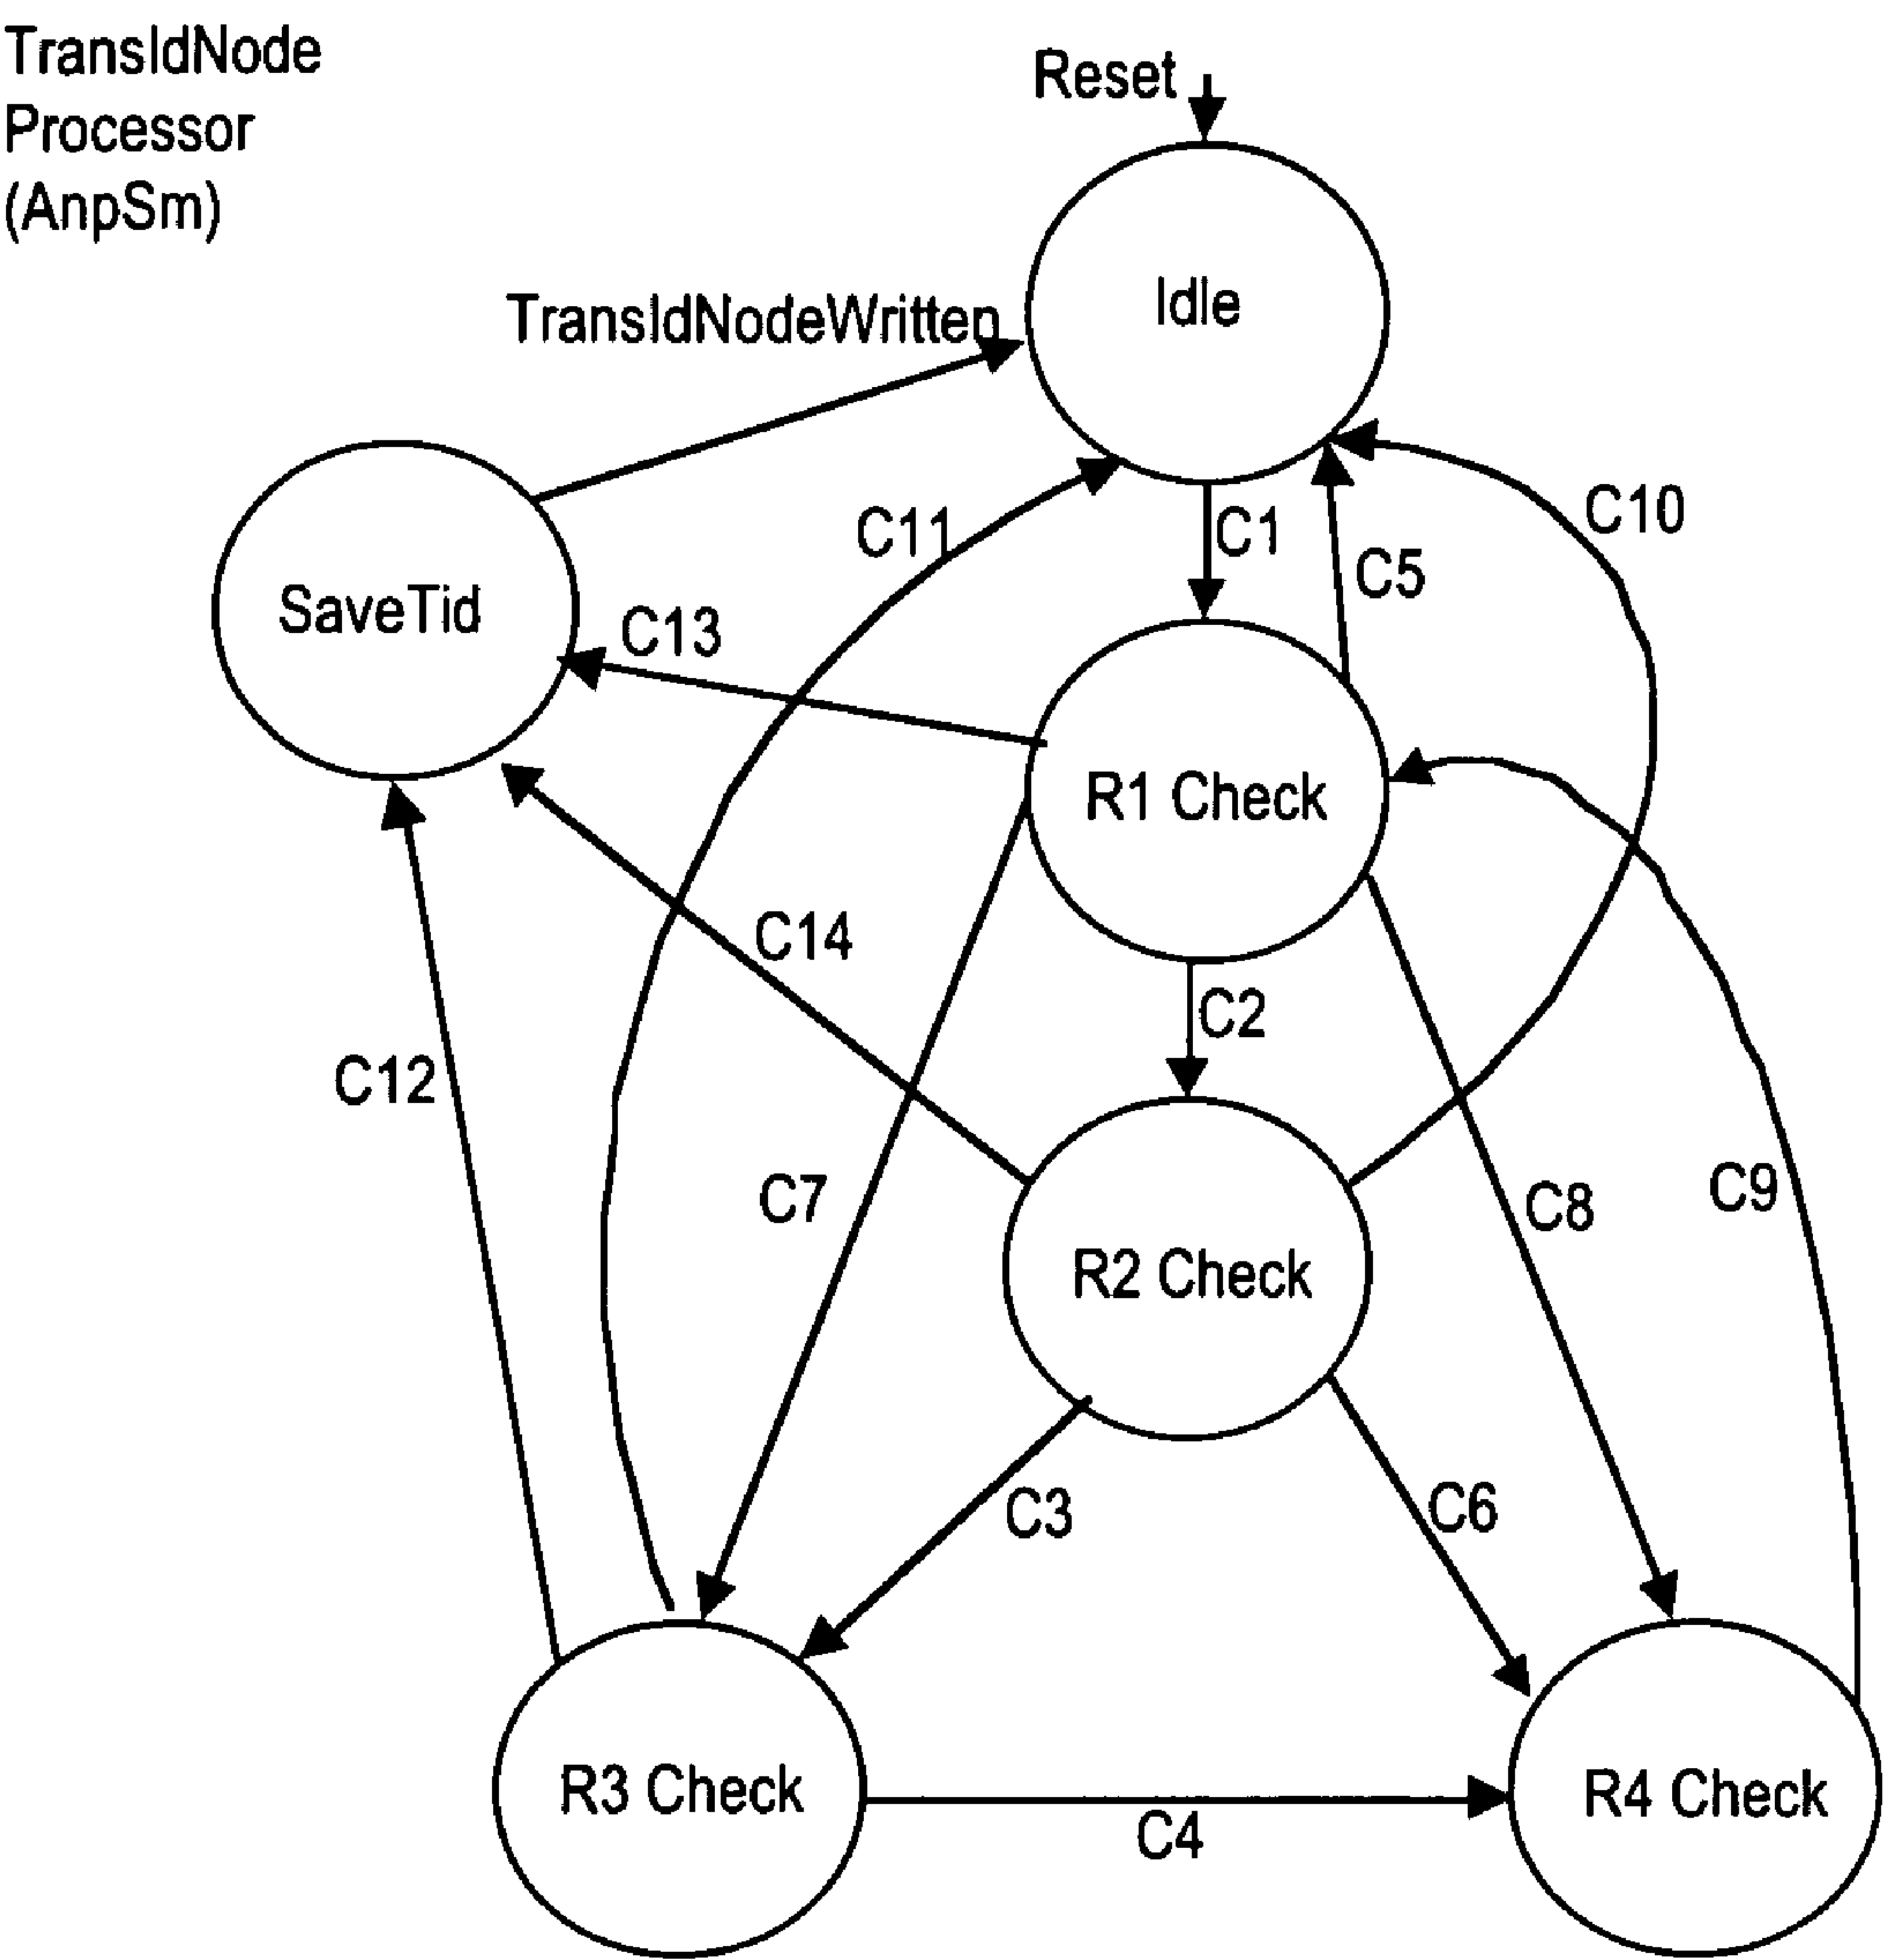 TransIdNode
Processor
(AnpSm)
Reset
Idle
TransIdNodeWritten
C10
C11
C1
C5
SaveTid
C13
R1 Check
C14
C2
C12
C7
C9
C8
R2 Check
C3
C6
R3 Check
R4 Check
C4